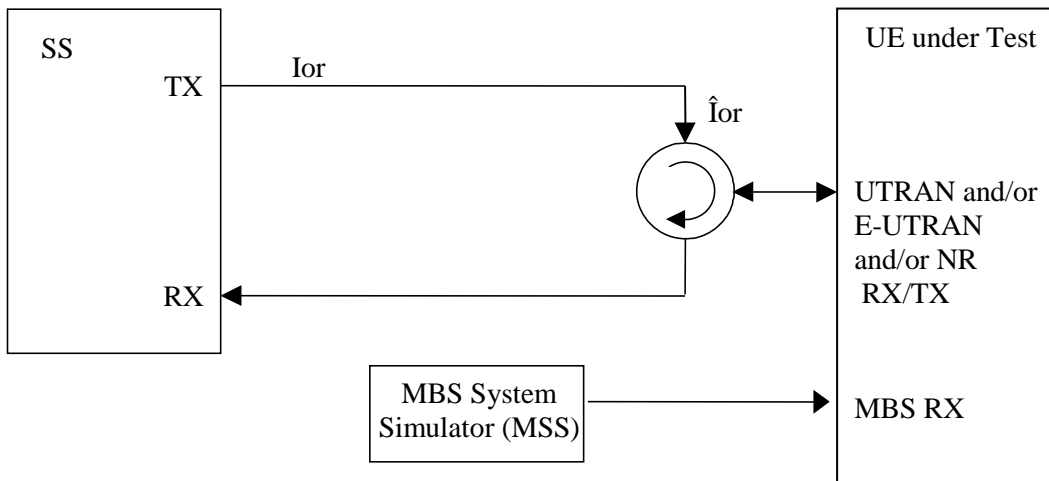 SS
TX
RX
Ior
Îor
UE under Test
UTRAN and/or
E-UTRAN
and/or NR
RX/TX
MBS RX
MBS System
Simulator (MSS)